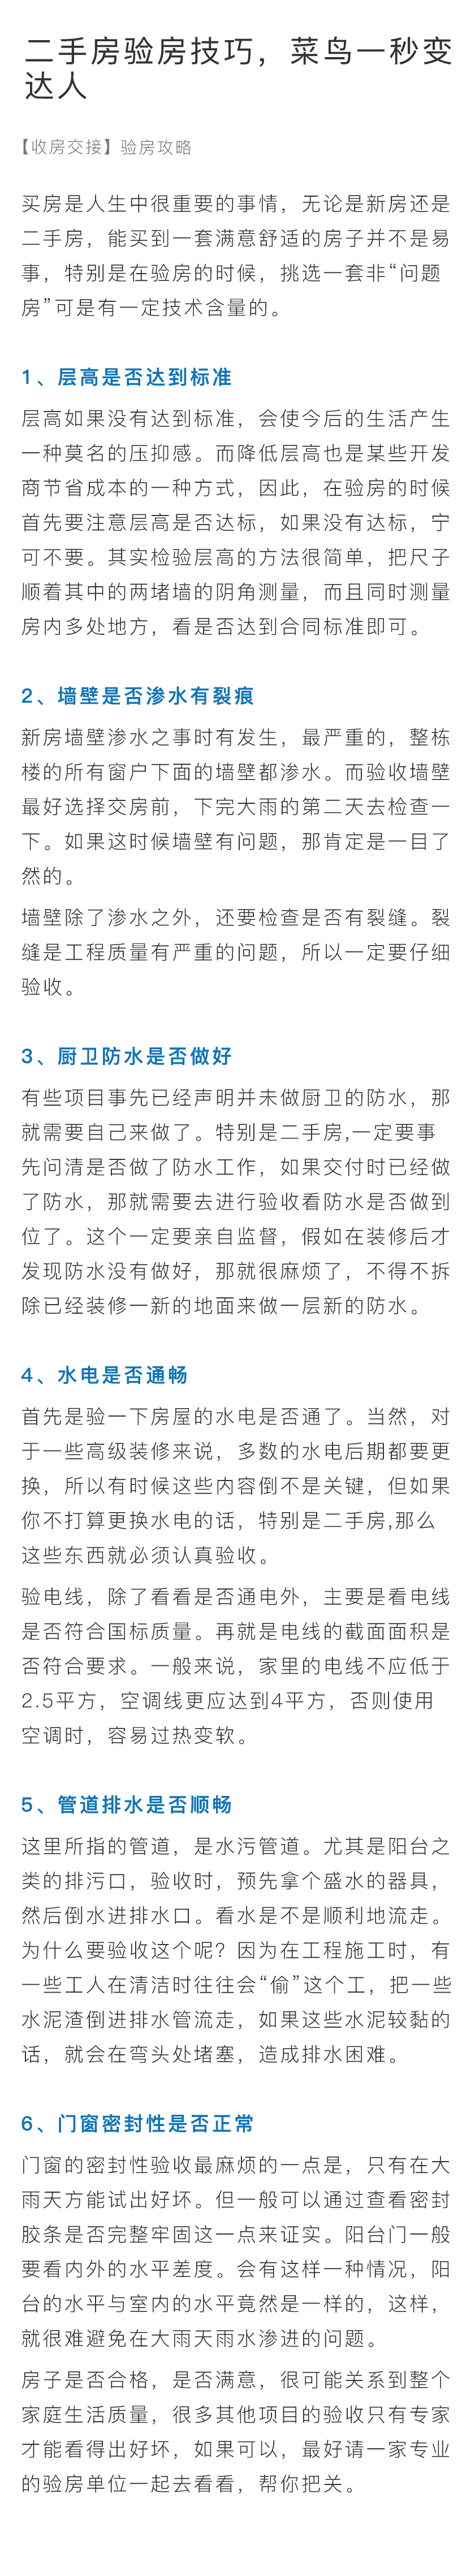 二手房验房技巧，菜鸟一秒变
达人
【收房交接】验房攻略
买房是人生中很重要的事情，无论是新房还是
二手房，能买到一套满意舒适的房子并不是易
事，特别是在验房的时候，挑选一套非“问题
房”可是有一定技术含量的。
1、层高是否达到标准
层高如果没有达到标准，会使今后的生活产生
一种莫名的压抑感。而降低层高也是某些开发
商节省成本的一种方式，因此，在验房的时候
首先要注意层高是否达标，如果没有达标，宁
可不要。其实检验层高的方法很简单，把尺子
顺着其中的两堵墙的阴角测量，而且同时测量
房内多处地方，看是否达到合同标准即可。
2、墙壁是否渗水有裂痕
新房墙壁渗水之事时有发生，最严重的，整栋
楼的所有窗户下面的墙壁都渗水。而验收墙壁
最好选择交房前，下完大雨的第二天去检查一
下。如果这时候墙壁有问题，那肯定是一目了
然的。
墙壁除了渗水之外，还要检查是否有裂缝。裂
缝是工程质量有严重的问题，所以一定要仔细
验收。
3、厨卫防水是否做好
有些项目事先已经声明并未做厨卫的防水，那
就需要自己来做了。特别是二手房,一定要事
先问清是否做了防水工作，如果交付时已经做
了防水，那就需要去进行验收看防水是否做到
位了。这个一定要亲自监督，假如在装修后才
发现防水没有做好，那就很麻烦了，不得不拆
除已经装修一新的地面来做一层新的防水。
4、水电是否通畅
首先是验一下房屋的水电是否通了。当然，对
于一些高级装修来说，多数的水电后期都要更
换，所以有时候这些内容倒不是关键，但如果
你不打算更换水电的话，特别是二手房,那么
这些东西就必须认真验收。
验电线，除了看看是否通电外，主要是看电线
是否符合国标质量。再就是电线的截面面积是
否符合要求。一般来说，家里的电线不应低于
2.5平方，空调线更应达到4平方，否则使用
空调时，容易过热变软。
5、管道排水是否顺畅
这里所指的管道，是水污管道。尤其是阳台之
类的排污口，验收时，预先拿个盛水的器具，
然后倒水进排水口。看水是不是顺利地流走。
为什么要验收这个呢？因为在工程施工时，有
一些工人在清洁时往往会“偷”这个工，把一些
水泥渣倒进排水管流走，如果这些水泥较黏的
话，就会在弯头处堵塞，造成排水困难。
6、门窗密封性是否正常
门窗的密封性验收最麻烦的一点是，只有在大
雨天方能试出好坏。但一般可以通过查看密封
胶条是否完整牢固这一点来证实。阳台门一般
要看内外的水平差度。会有这样一种情况，阳
台的水平与室内的水平竟然是一样的，这样，
就很难避免在大雨天雨水渗进的问题。
房子是否合格，是否满意，很可能关系到整个
家庭生活质量，很多其他项目的验收只有专家
才能看得出好坏，如果可以，最好请一家专业
的验房单位一起去看看，帮你把关。